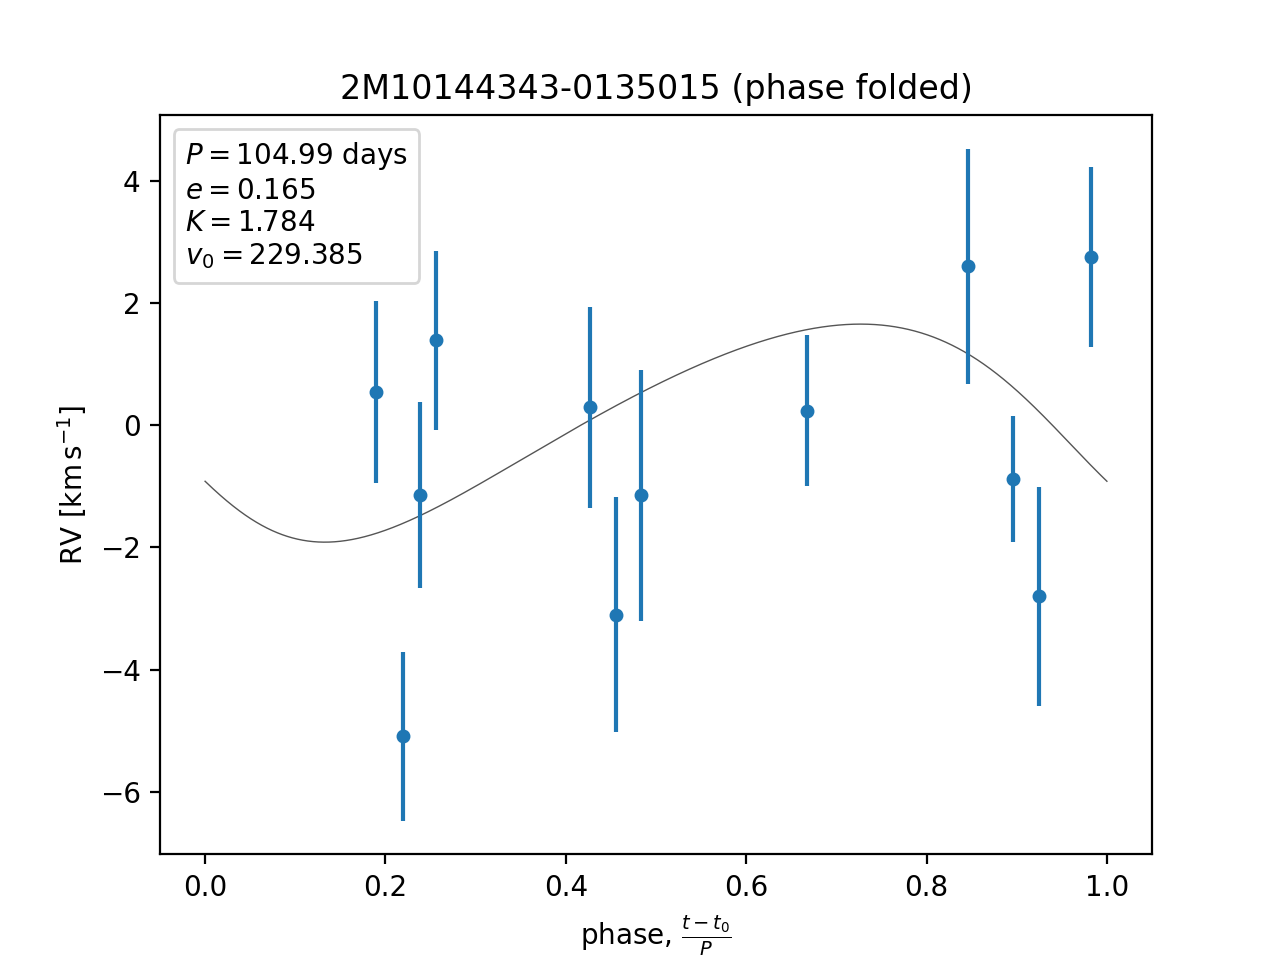 2M10144343-0135015 (phase folded)
P = 104.99 days
e = 0.165
K = 1.784
v₀ = 229.385
4
2
0
−2
−4
−6
RV [km s⁻¹]
0.0 0.2 0.4 0.6 0.8 1.0
phase, (t − t₀)/P